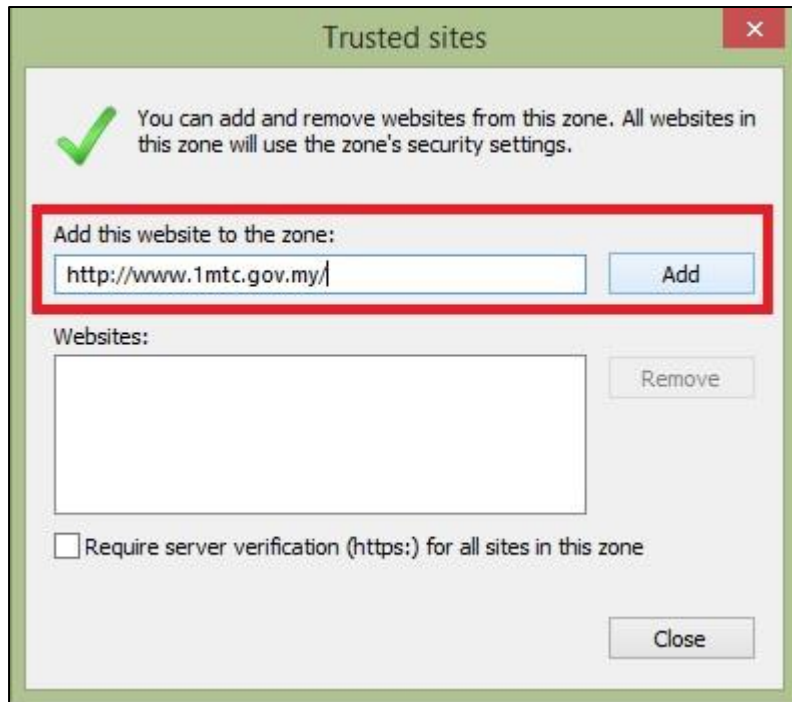 Trusted sites
You can add and remove websites from this zone. All websites in
this zone will use the zone's security settings.
Add this website to the zone:
http://www.1mtc.gov.my/
Add
Websites:
Remove
Require server verification (https:) for all sites in this zone
Close